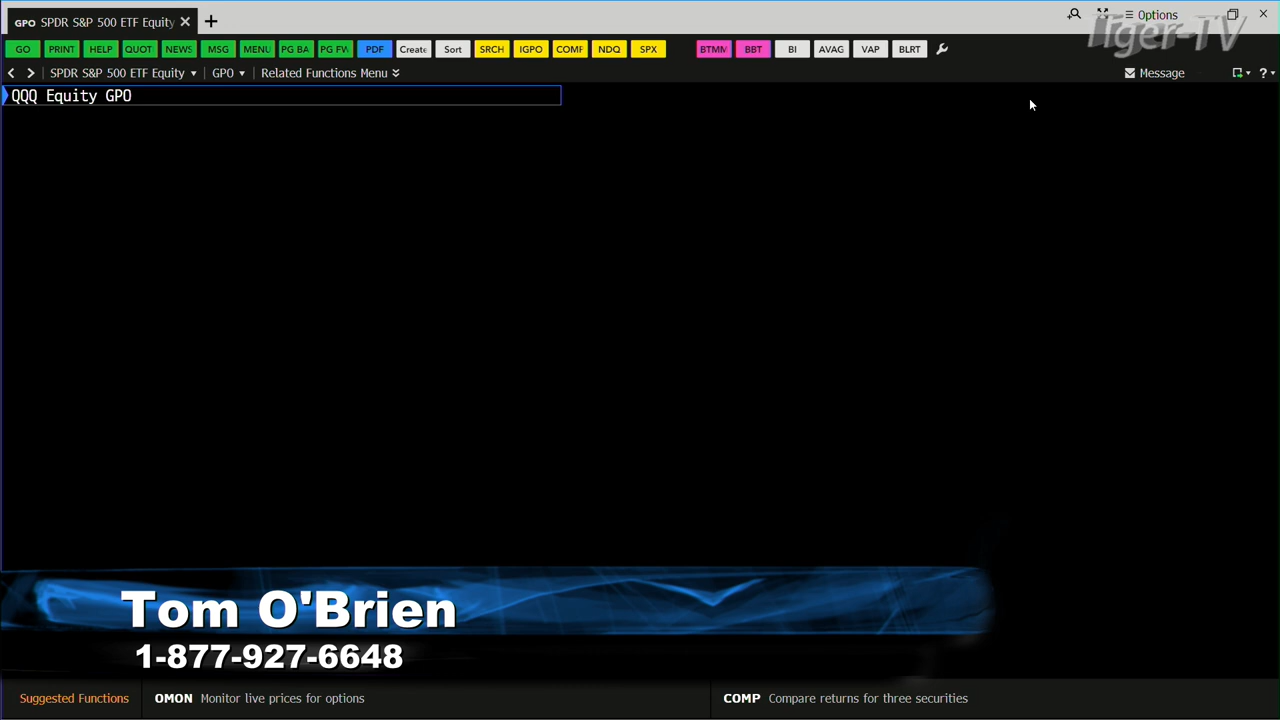 GPO SPDR S&P 500 ETF Equity
Options
Tiger-TV
GO PRINT HELP QUOT NEWS MSG MENU PG BA PG FW PDF Create Sort SRCH IGPO COMP NDQ SPX BTMM BBT BI AVAG VAP BLRT
SPDR S&P 500 ETF Equity GPO Related Functions Menu Message ?
QQQ Equity GPO
Tom O'Brien
1-877-927-6648
Suggested Functions OMON Monitor live prices for options COMP Compare returns for three securities